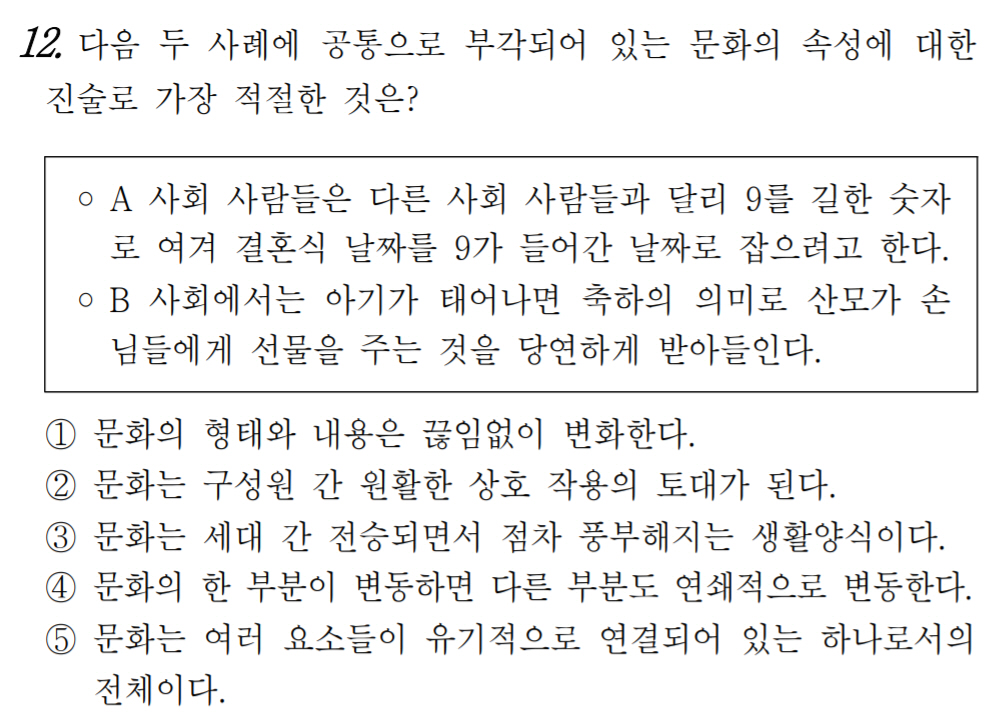 12. 다음 두 사례에 공통으로 부각되어 있는 문화의 속성에 대한
진술로 가장 적절한 것은?
○ A 사회 사람들은 다른 사회 사람들과 달리 9를 길한 숫자
로 여겨 결혼식 날짜를 9가 들어간 날짜로 잡으려고 한다.
○ B 사회에서는 아기가 태어나면 축하의 의미로 산모가 손
님들에게 선물을 주는 것을 당연하게 받아들인다.
① 문화의 형태와 내용은 끊임없이 변화한다.
② 문화는 구성원 간 원활한 상호 작용의 토대가 된다.
③ 문화는 세대 간 전승되면서 점차 풍부해지는 생활양식이다.
④ 문화의 한 부분이 변동하면 다른 부분도 연쇄적으로 변동한다.
⑤ 문화는 여러 요소들이 유기적으로 연결되어 있는 하나로서의
전체이다.